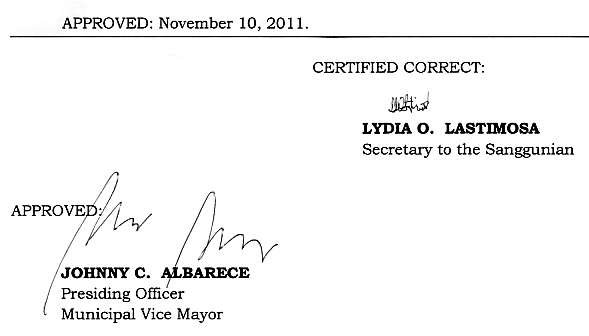 APPROVED: November 10, 2011.
CERTIFIED CORRECT:
LYDIA O. LASTIMOSA
Secretary to the Sanggunian
APPROVED:
JOHNNY C. ALBARECE
Presiding Officer
Municipal Vice Mayor